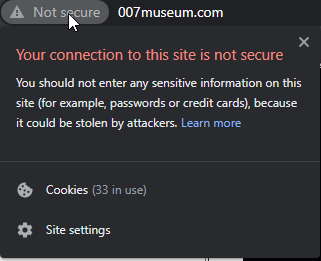 Not secure 007museum.com
Your connection to this site is not secure
You should not enter any sensitive information on this
site (for example, passwords or credit cards), because
it could be stolen by attackers. Learn more
Cookies (33 in use)
Site settings